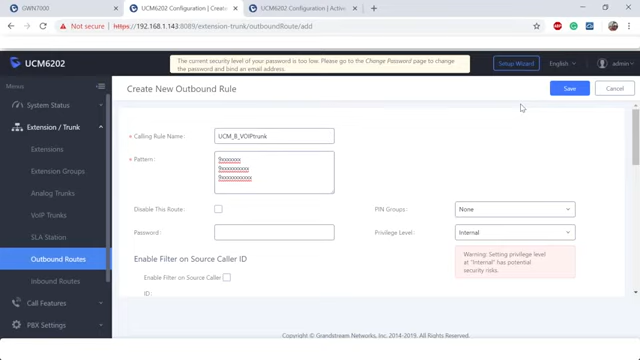 GWN7000
UCM6202 Configuration | Creat
UCM6202 Configuration | Active
Not secure
https://192.168.1.143:8089/extension-trunk/outboundRoute/add
ABP
UCM6202
The current security level of your password is too low. Please go to the Change Password page to change
the password and bind an email address.
Setup Wizard
English
admin
Menus
Create New Outbound Rule
Save
Cancel
System Status
Extension / Trunk
Extensions
Extension Groups
Analog Trunks
VoIP Trunks
SLA Station
Outbound Routes
Inbound Routes
Call Features
PBX Settings
* Calling Rule Name:
UCM_B_VOIPtrunk
* Pattern:
9xxxxxxx
9xxxxxxxxxx
9xxxxxxxxxxx
Disable This Route:
PIN Groups:
None
Password:
Privilege Level:
Internal
Warning: Setting privilege level
at "Internal" has potential
security risks.
Enable Filter on Source Caller ID
Enable Filter on Source Caller
ID:
Copyright © Grandstream Networks, Inc. 2014-2019. All